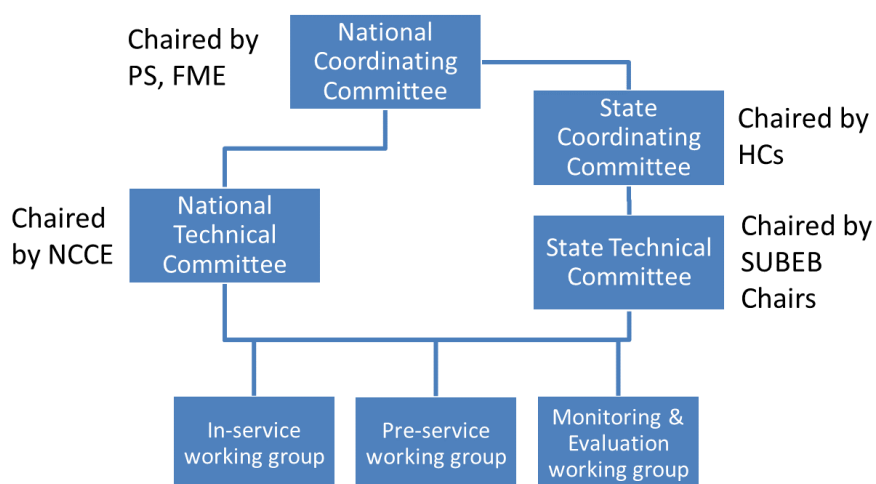 Chaired by
PS, FME
National
Coordinating
Committee
State
Coordinating
Committee
Chaired by
HCs
Chaired
by NCCE
National
Technical
Committee
State Technical
Committee
Chaired by
SUBEB
Chairs
In-service
working group
Pre-service
working group
Monitoring &
Evaluation
working group